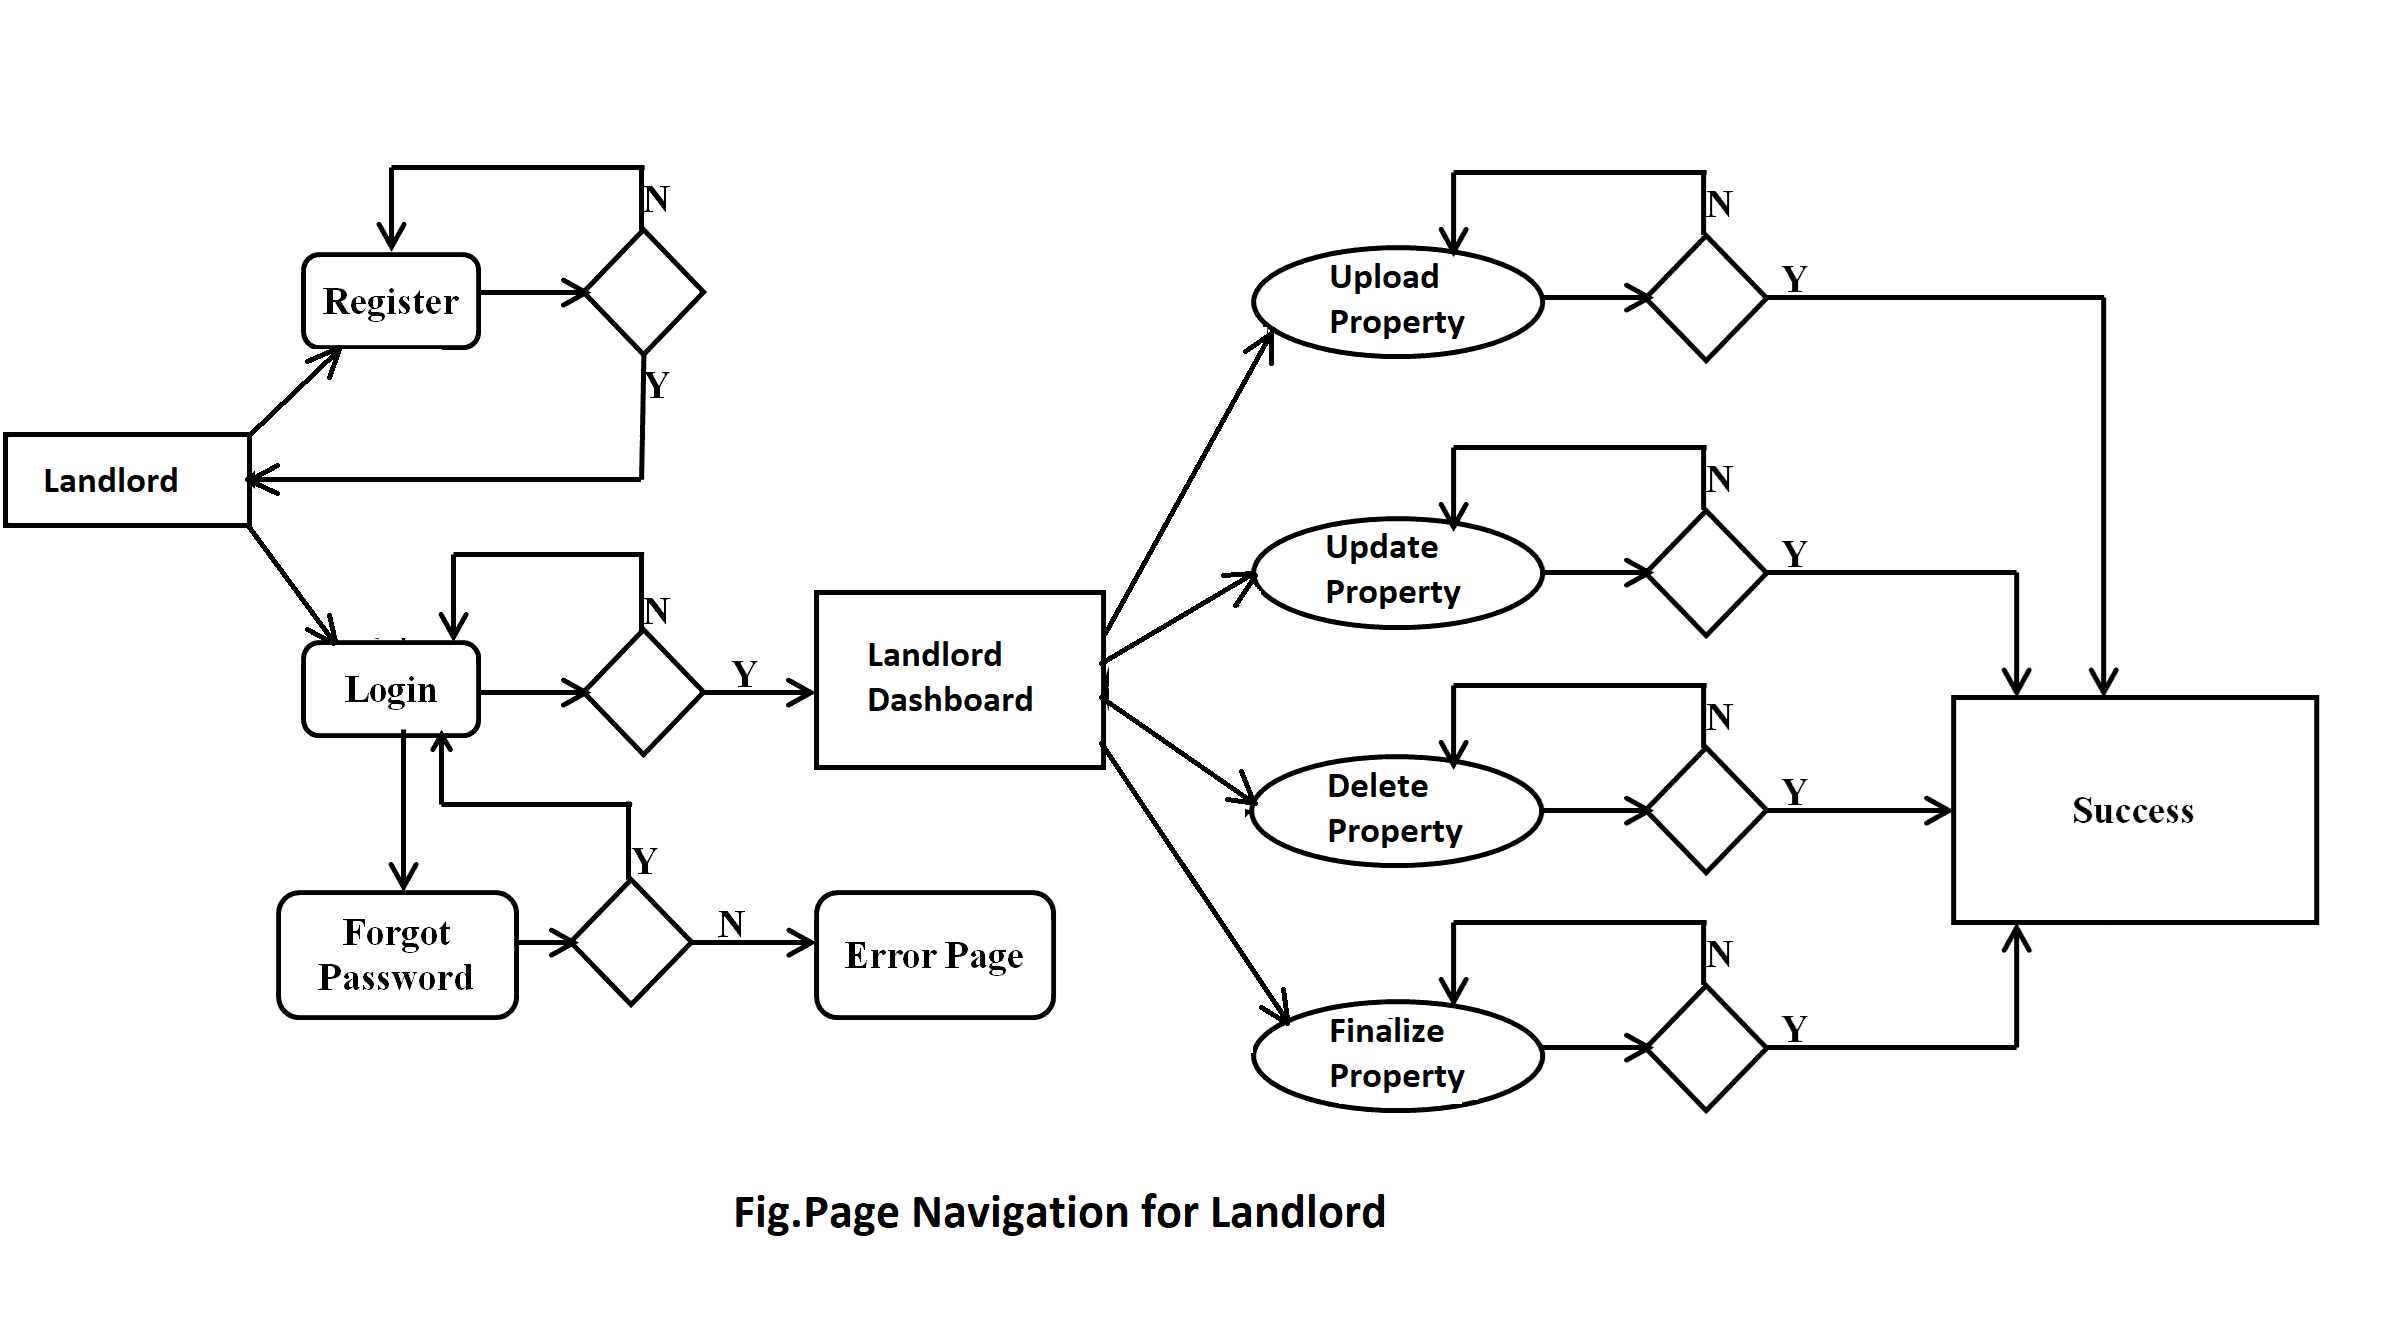 N
Register
Y
Landlord
N
Login
Y
Landlord
Dashboard
Y
Forgot
Password
N
Error Page
N
Upload
Property
Y
N
Update
Property
Y
N
Delete
Property
Y
Success
N
Finalize
Property
Y
Fig.Page Navigation for Landlord